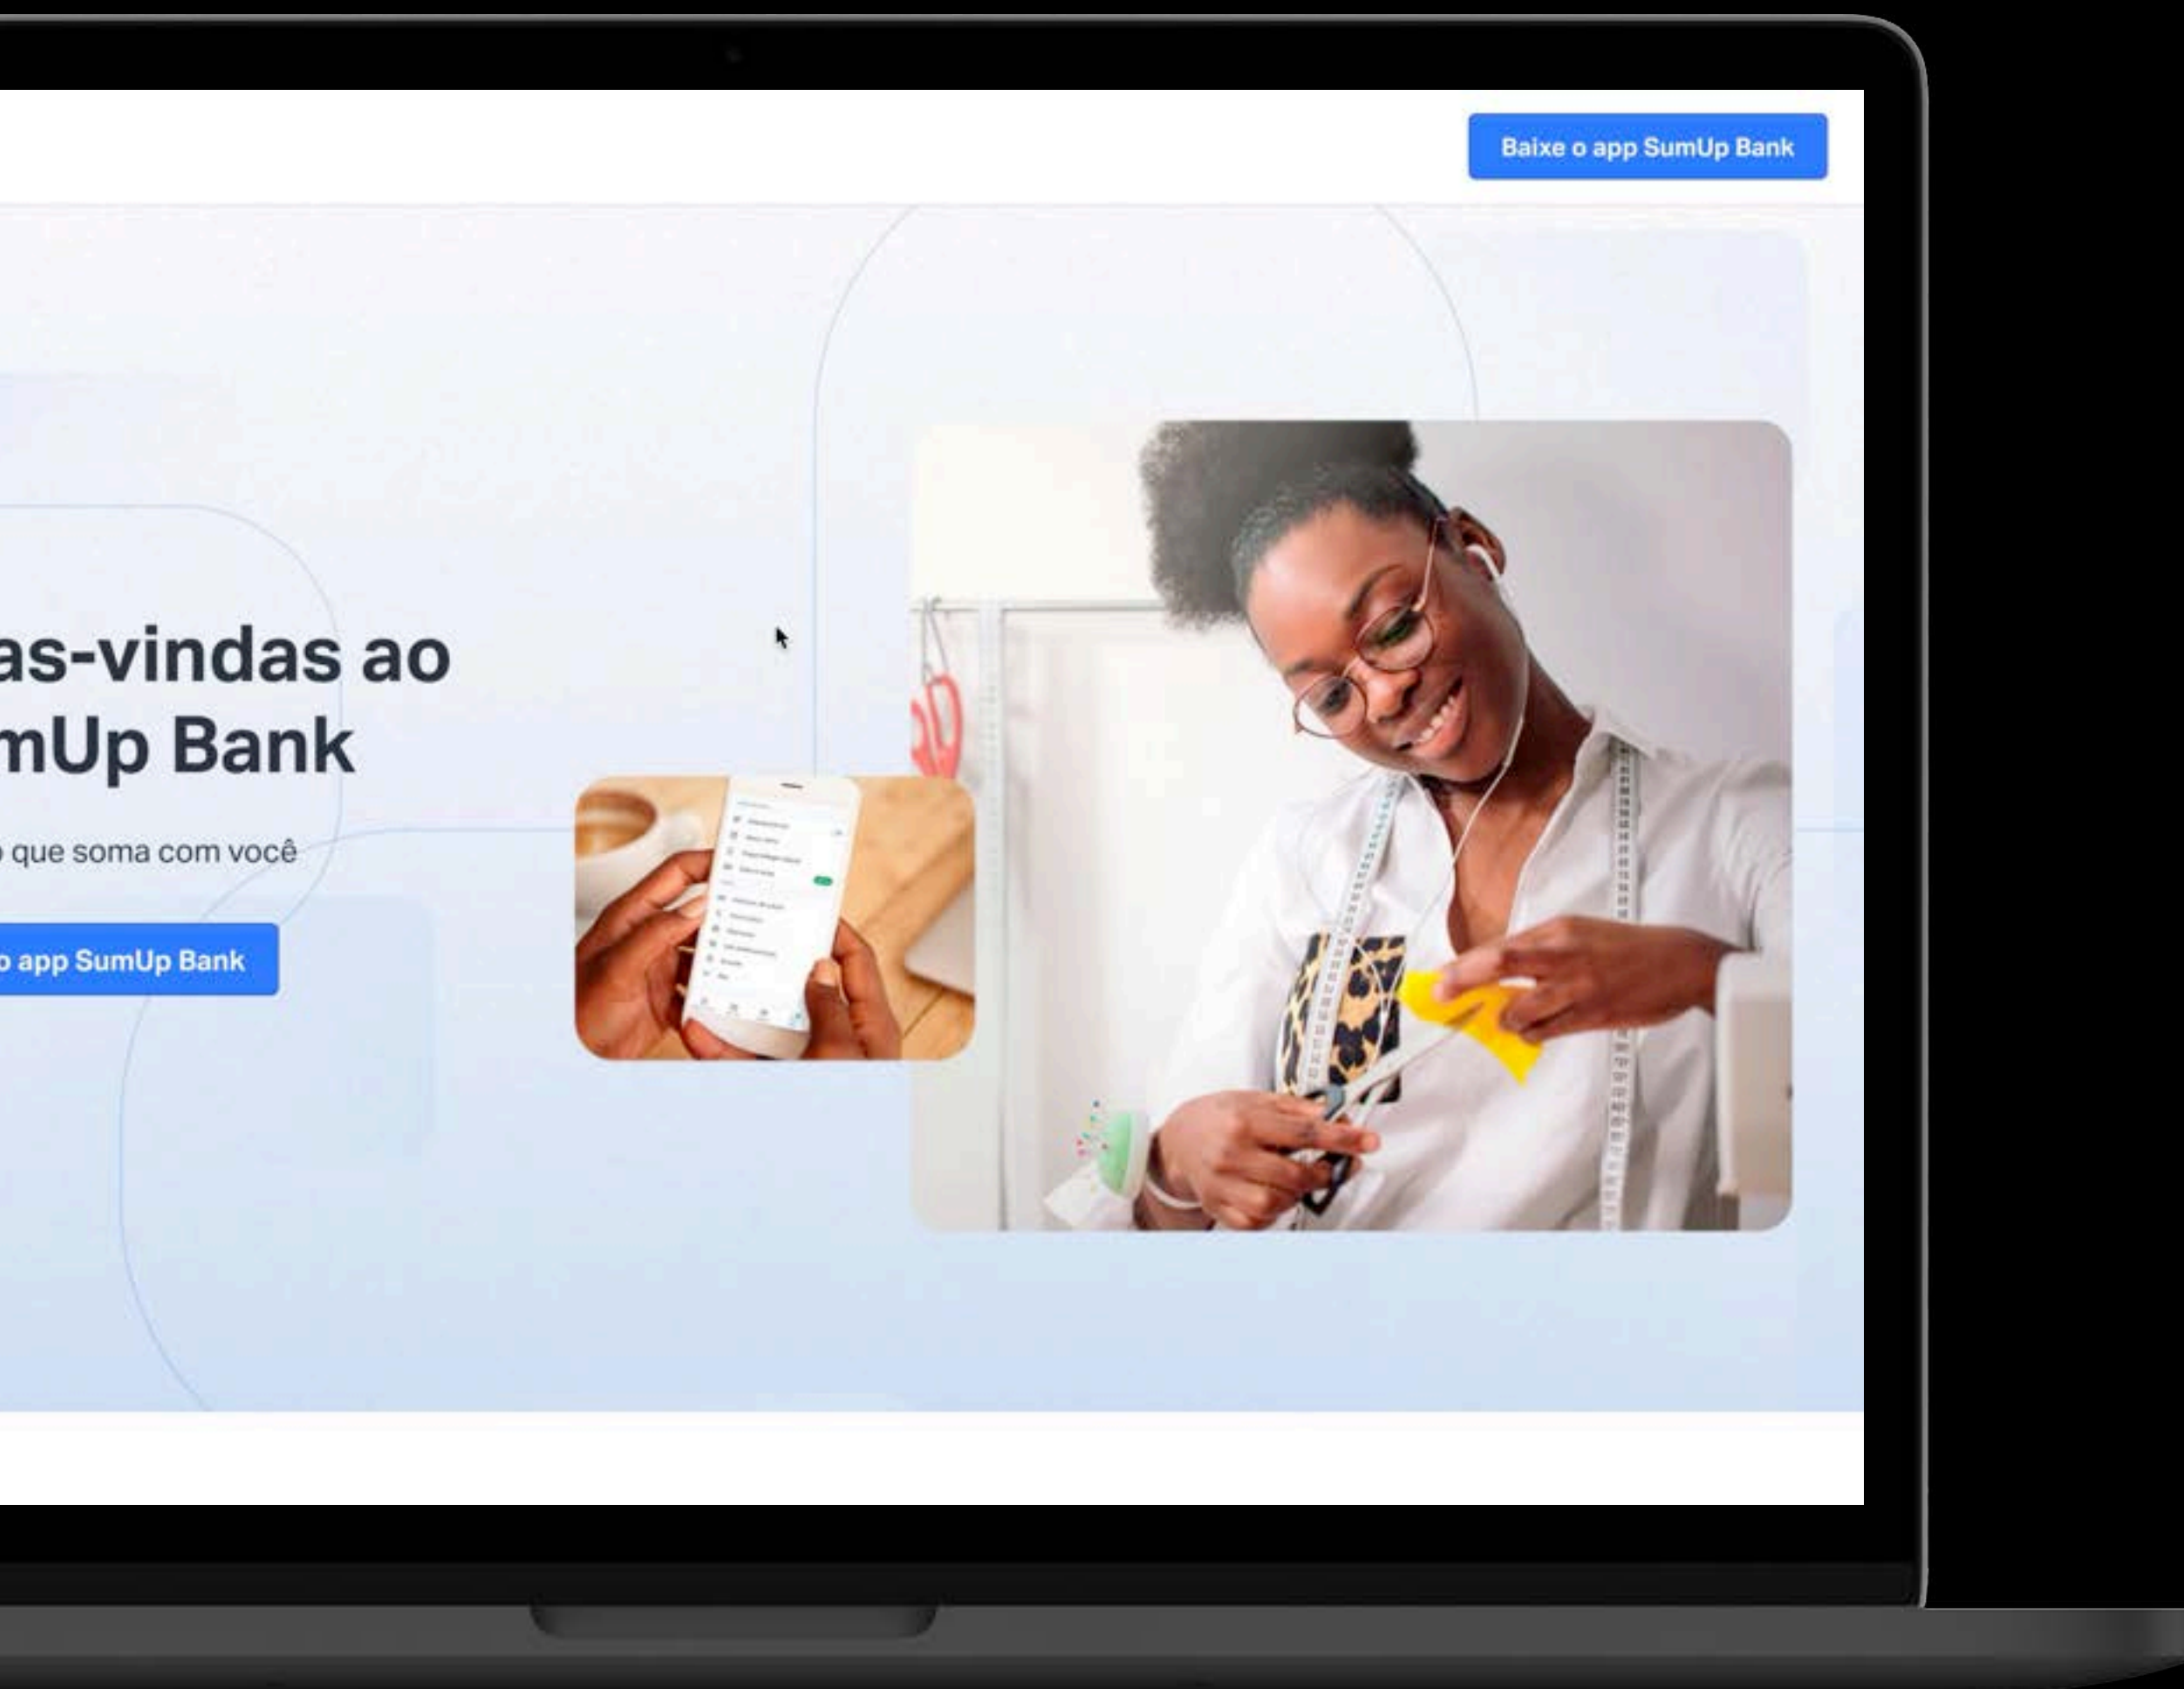 Baixe o app SumUp Bank
as-vindas ao
mUp Bank
que soma com você
o app SumUp Bank